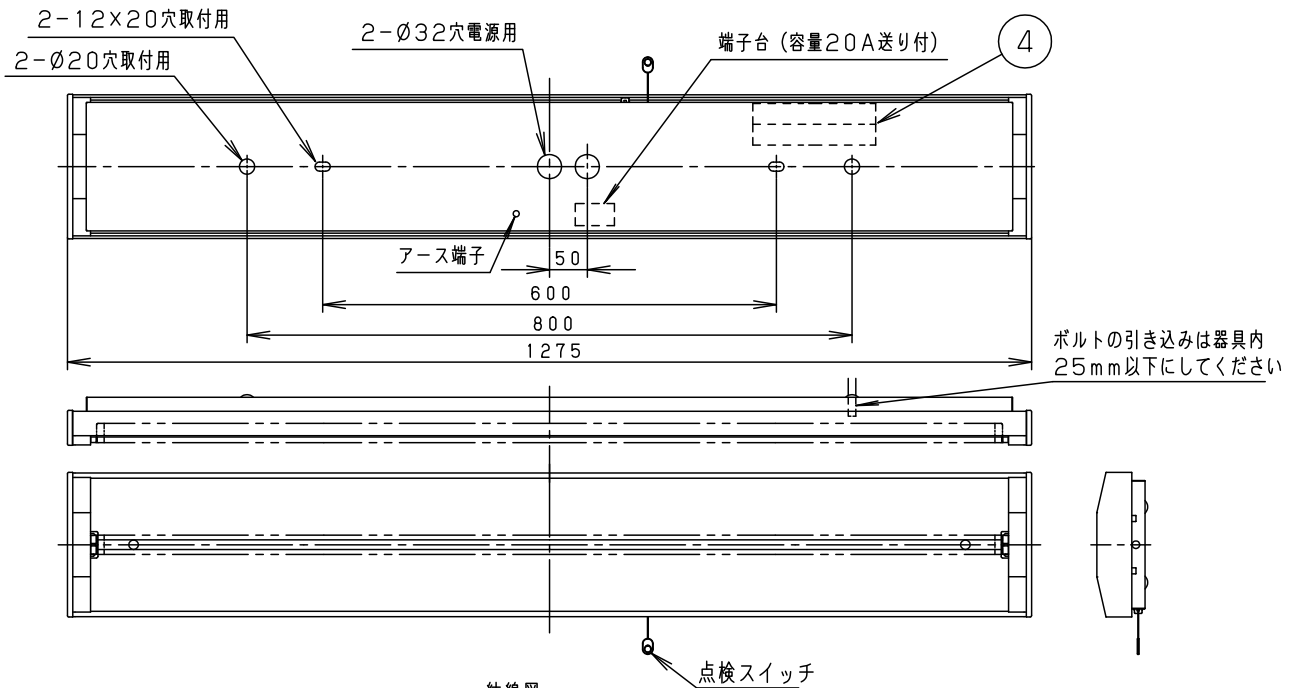 2-12×20穴取付用
2-Ø20穴取付用
2-Ø32穴電源用
端子台(容量20A送り付)
4
アース端子
50
600
800
1275
ボルトの引き込みは器具内
25mm以下にしてください
点検スイッチ